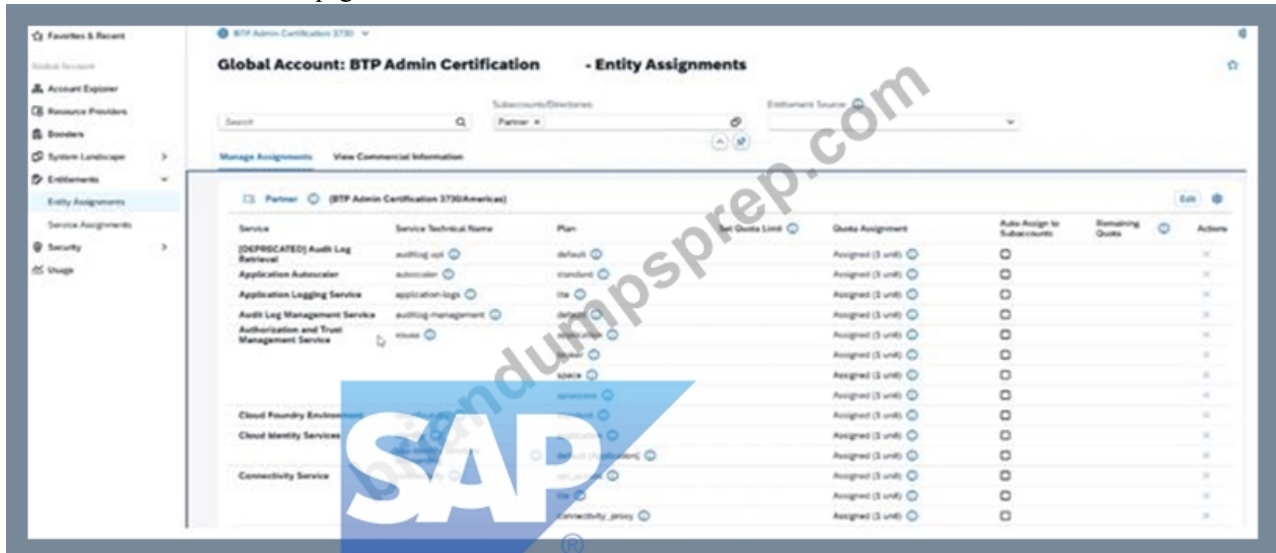 Favorites & Recent
Global Account
Account Explorer
Resource Providers
Boosters
System Landscape
Entitlements
Entity Assignments
Service Assignments
Security
Usage
BTP Admin Certification 3730
Global Account: BTP Admin Certification - Entity Assignments
Subaccounts/Directories: Entitlement Source:
Search Partner
Manage Assignments View Commercial Information
Partner (BTP Admin Certification 3730/Americas) Edit
Service Service Technical Name Plan Set Quota Limit Quota Assignment Auto Assign to Subaccounts Remaining Quota Actions
[DEPRECATED] Audit Log Retrieval default Assigned (1 unit)
Application Autoscaler autoscaler standard Assigned (1 unit)
Application Logging Service application-logs lite Assigned (1 unit)
Audit Log Management Service auditlog-management default Assigned (1 unit)
Authorization and Trust Management Service xsuaa application Assigned (1 unit)
broker Assigned (1 unit)
space Assigned (1 unit)
apiaccess Assigned (1 unit)
Cloud Foundry standard Assigned (1 unit)
Cloud Identity Services application Assigned (1 unit)
default (Application) Assigned (1 unit)
Connectivity Service Assigned (1 unit)
lite Assigned (1 unit)
connectivity_proxy Assigned (1 unit)
briandumpsprep.com
SAP
®